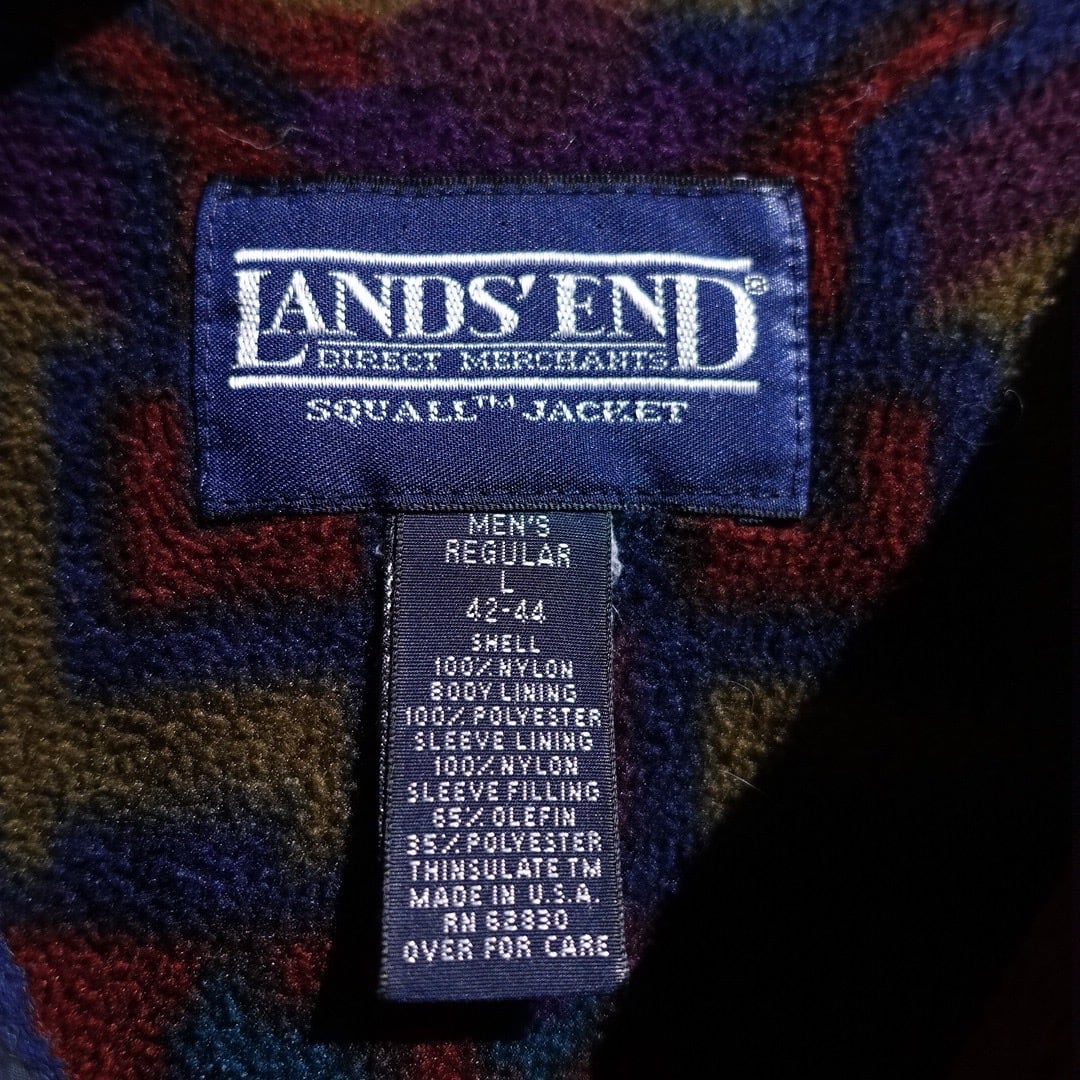 LANDS' END®
DIRECT MERCHANTS
SQUALL™ JACKET
MEN'S
REGULAR
L
42-44
SHELL
100% NYLON
BODY LINING
100% POLYESTER
SLEEVE LINING
100% NYLON
SLEEVE FILLING
65% OLEFIN
35% POLYESTER
THINSULATE TM
MADE IN U.S.A.
RN 62830
OVER FOR CARE